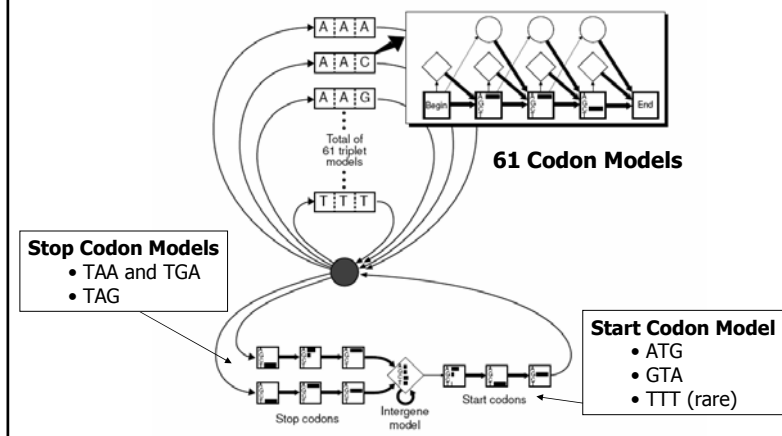 A A A
A A C
A A G
Total of
61 triplet
models
T T T
Begin
End
61 Codon Models
Stop Codon Models
• TAA and TGA
• TAG
Start Codon Model
• ATG
• GTA
• TTT (rare)
Stop codons
Intergene
model
Start codons